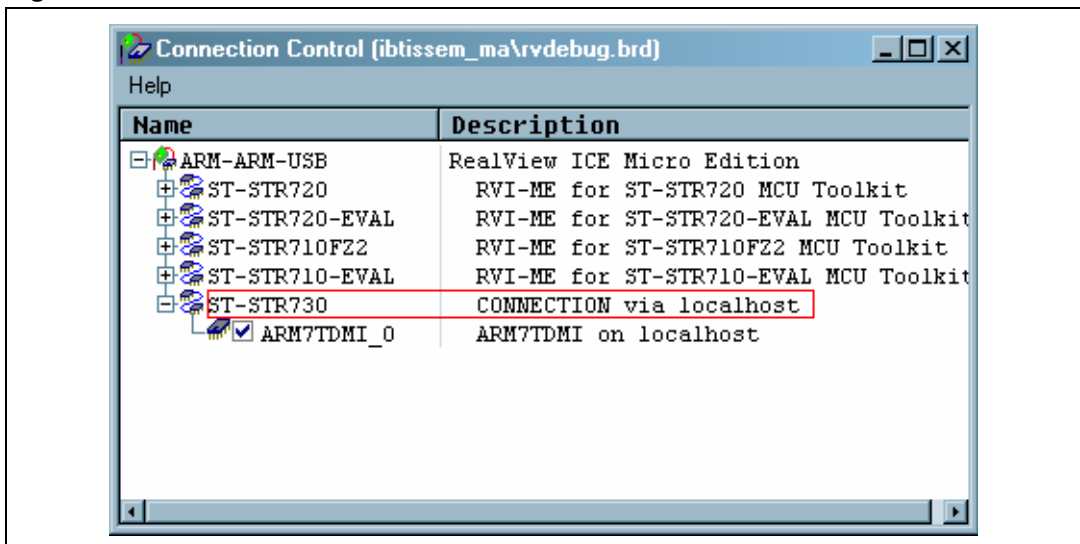 Connection Control (ibtissem_ma\rvdebug.brd)
Help
Name Description
ARM-ARM-USB RealView ICE Micro Edition
ST-STR720 RVI-ME for ST-STR720 MCU Toolkit
ST-STR720-EVAL RVI-ME for ST-STR720-EVAL MCU Toolkit
ST-STR710FZ2 RVI-ME for ST-STR710FZ2 MCU Toolkit
ST-STR710-EVAL RVI-ME for ST-STR710-EVAL MCU Toolkit
ST-STR730 CONNECTION via localhost
ARM7TDMI_0 ARM7TDMI on localhost